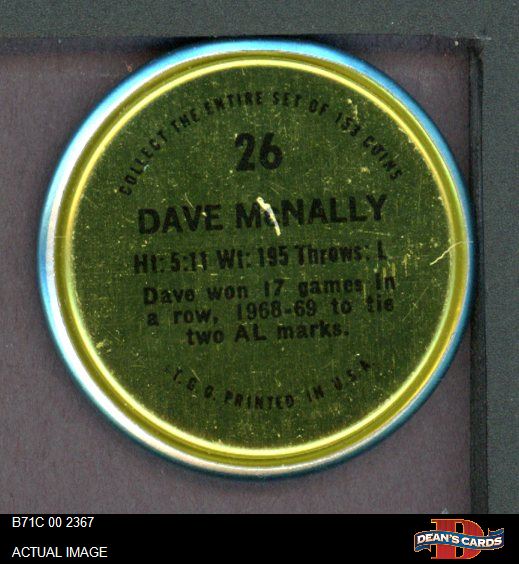 COLLECT THE ENTIRE SET OF 153 COINS
26
DAVE McNALLY
Ht: 5:11 Wt: 195 Throws: L
Dave won 17 games in
a row, 1968-69 to tie
two AL marks.
T.C.G. PRINTED IN U.S.A.
B71C 00 2367
ACTUAL IMAGE
D
DEAN'S CARDS